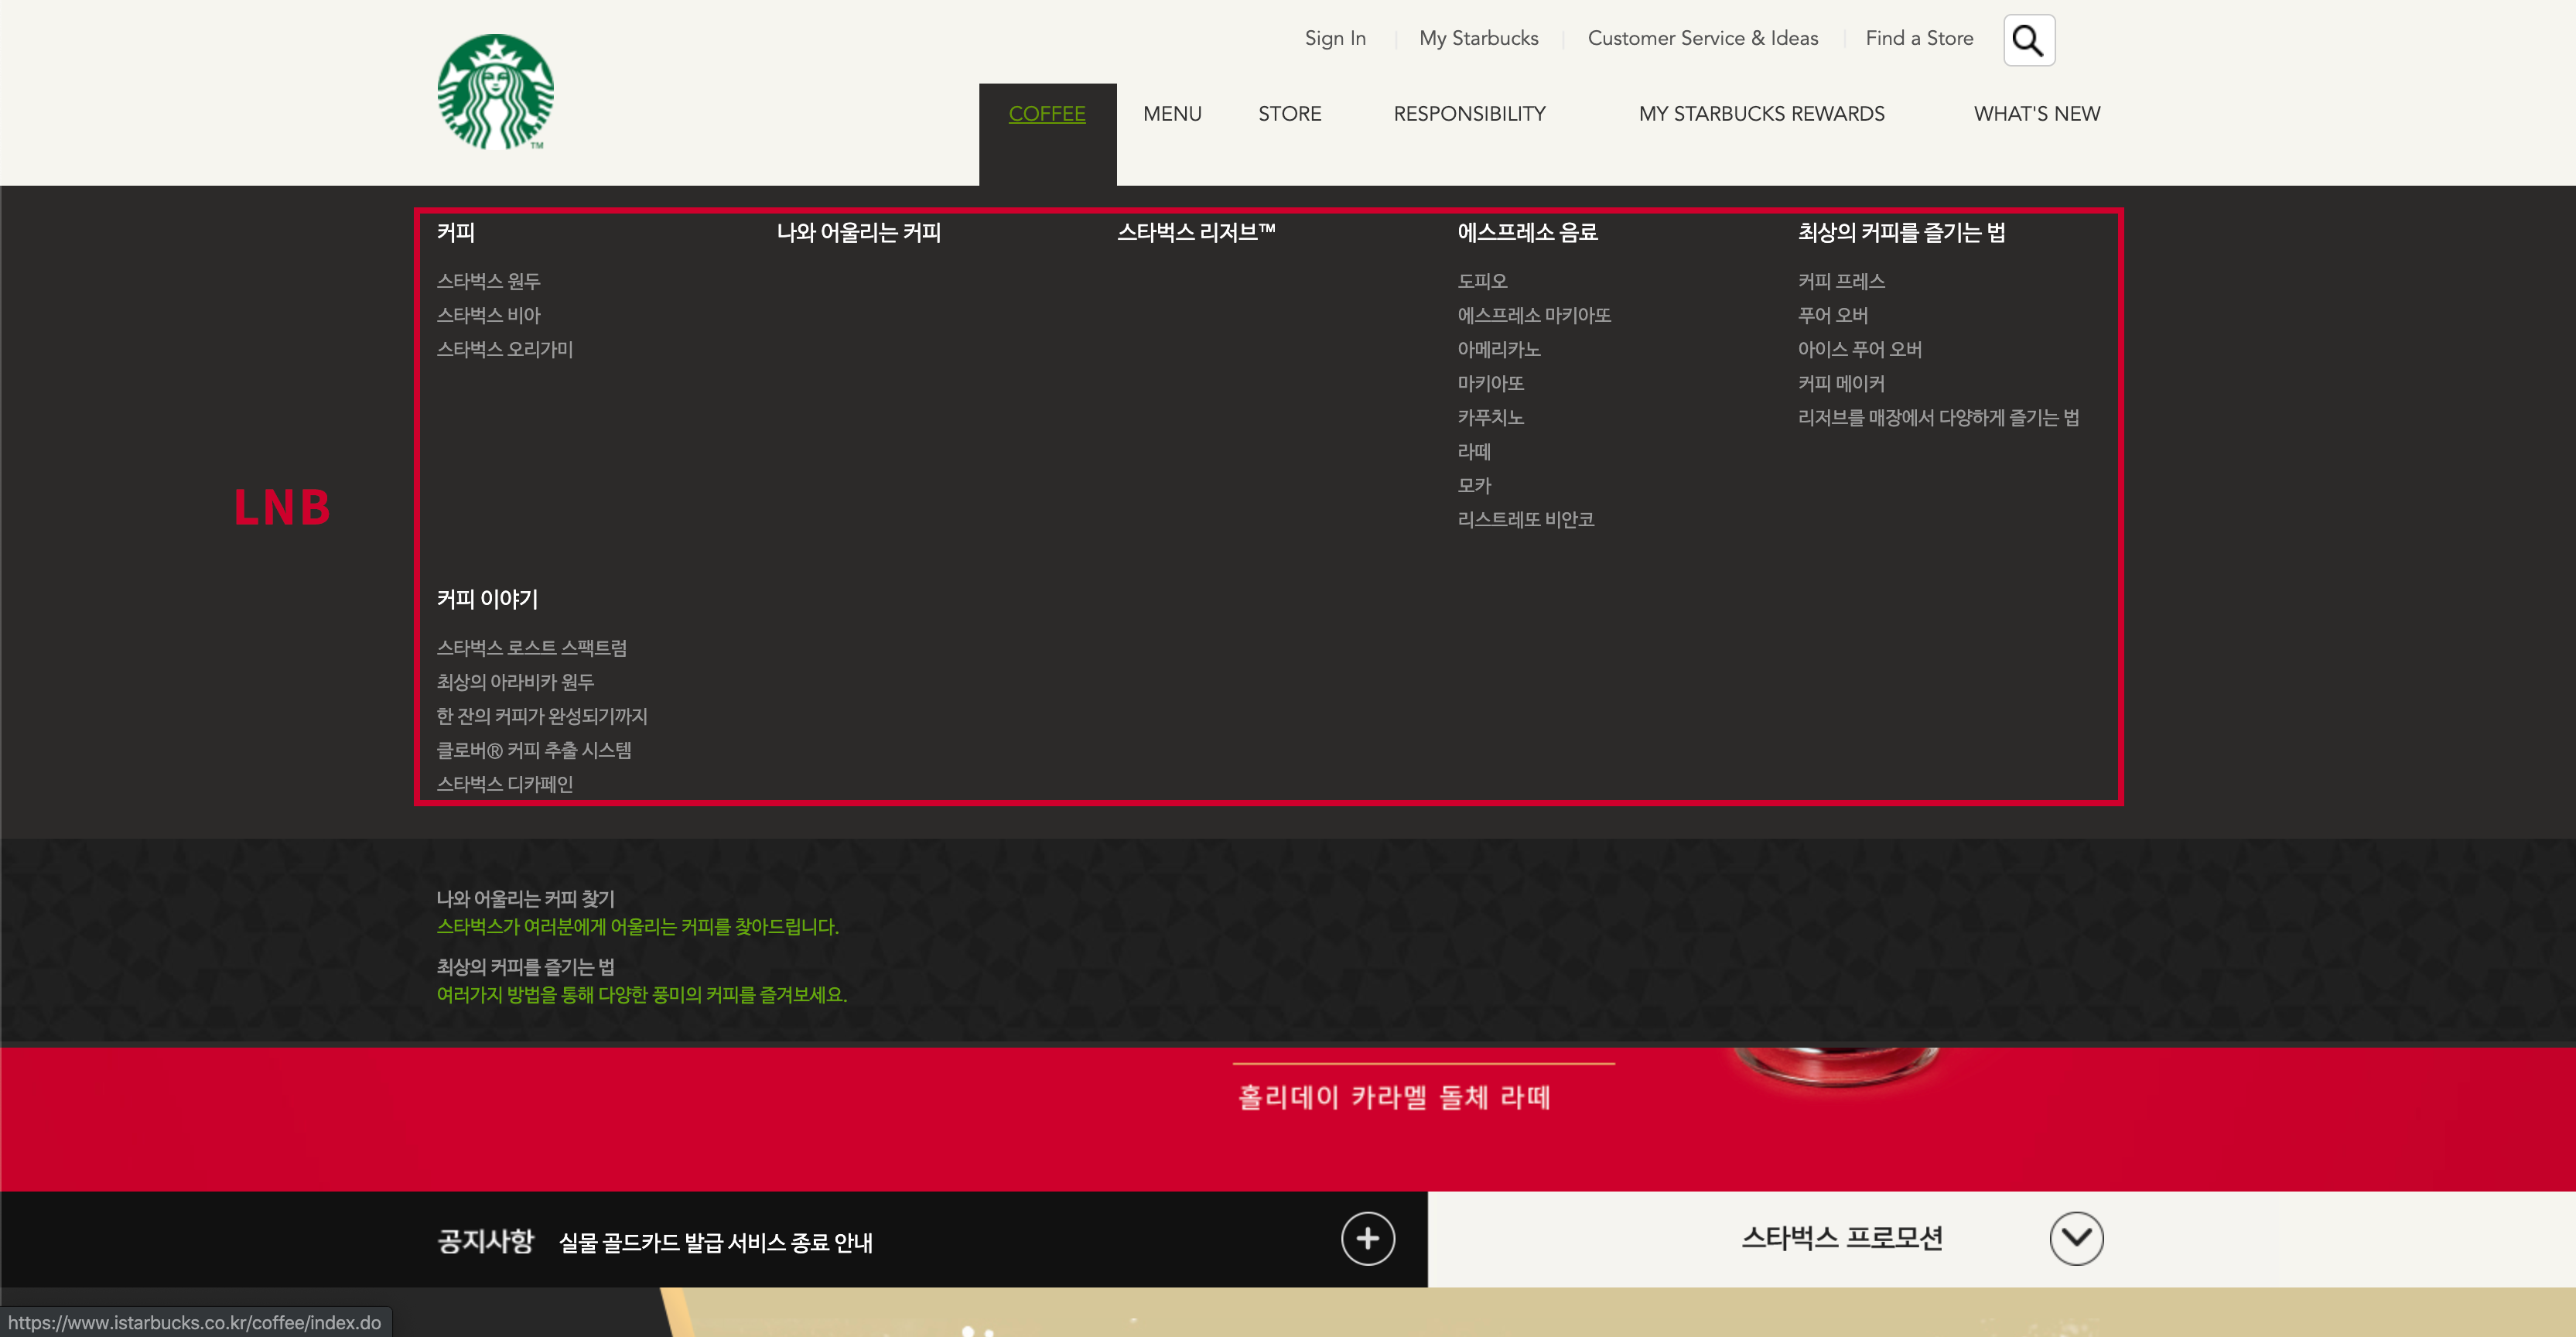 Sign In
My Starbucks
Customer Service & Ideas
Find a Store
TM
COFFEE
MENU
STORE
RESPONSIBILITY
MY STARBUCKS REWARDS
WHAT'S NEW
커피
스타벅스 원두
스타벅스 비아
스타벅스 오리가미
나와 어울리는 커피
스타벅스 리저브™
에스프레소 음료
도피오
에스프레소 마키아또
아메리카노
마키아또
카푸치노
라떼
모카
리스트레또 비안코
최상의 커피를 즐기는 법
커피 프레스
푸어 오버
아이스 푸어 오버
커피 메이커
리저브를 매장에서 다양하게 즐기는 법
LNB
커피 이야기
스타벅스 로스트 스팩트럼
최상의 아라비카 원두
한 잔의 커피가 완성되기까지
클로버® 커피 추출 시스템
스타벅스 디카페인
나와 어울리는 커피 찾기
스타벅스가 여러분에게 어울리는 커피를 찾아드립니다.
최상의 커피를 즐기는 법
여러가지 방법을 통해 다양한 풍미의 커피를 즐겨보세요.
홀리데이 카라멜 돌체 라떼
공지사항
실물 골드카드 발급 서비스 종료 안내
스타벅스 프로모션
https://www.istarbucks.co.kr/coffee/index.do